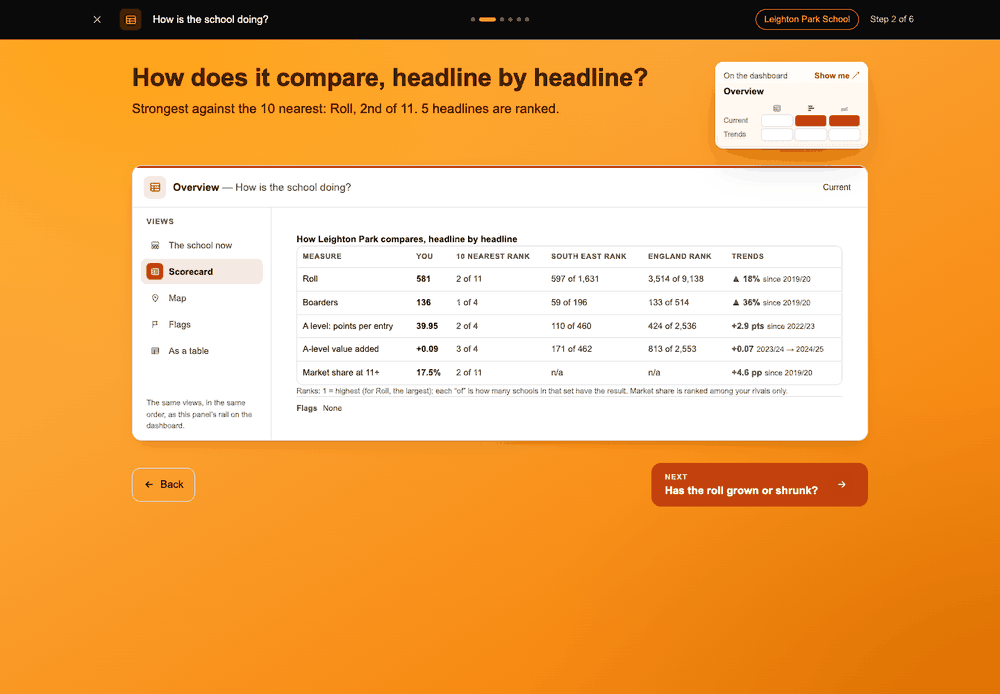 How is the school doing?
Leighton Park School
Step 2 of 6
How does it compare, headline by headline?
Strongest against the 10 nearest: Roll, 2nd of 11. 5 headlines are ranked.
On the dashboard
Show me
Overview
Current
Trends
Overview — How is the school doing?
Current
VIEWS
The school now
Scorecard
Map
Flags
As a table
The same views, in the same
order, as this panel's rail on the
dashboard.
How Leighton Park compares, headline by headline
MEASURE YOU 10 NEAREST RANK SOUTH EAST RANK ENGLAND RANK TRENDS
Roll 581 2 of 11 597 of 1,631 3,514 of 9,138 ▲ 18% since 2019/20
Boarders 136 1 of 4 59 of 196 133 of 514 ▲ 36% since 2019/20
A level: points per entry 39.95 2 of 4 110 of 460 424 of 2,536 +2.9 pts since 2022/23
A-level value added +0.09 3 of 4 171 of 462 813 of 2,553 +0.07 2023/24 → 2024/25
Market share at 11+ 17.5% 2 of 11 n/a n/a +4.6 pp since 2019/20
Ranks: 1 = highest (for Roll, the largest); each "of" is how many schools in that set have the result. Market share is ranked among your rivals only.
Flags None
← Back
NEXT
Has the roll grown or shrunk? →